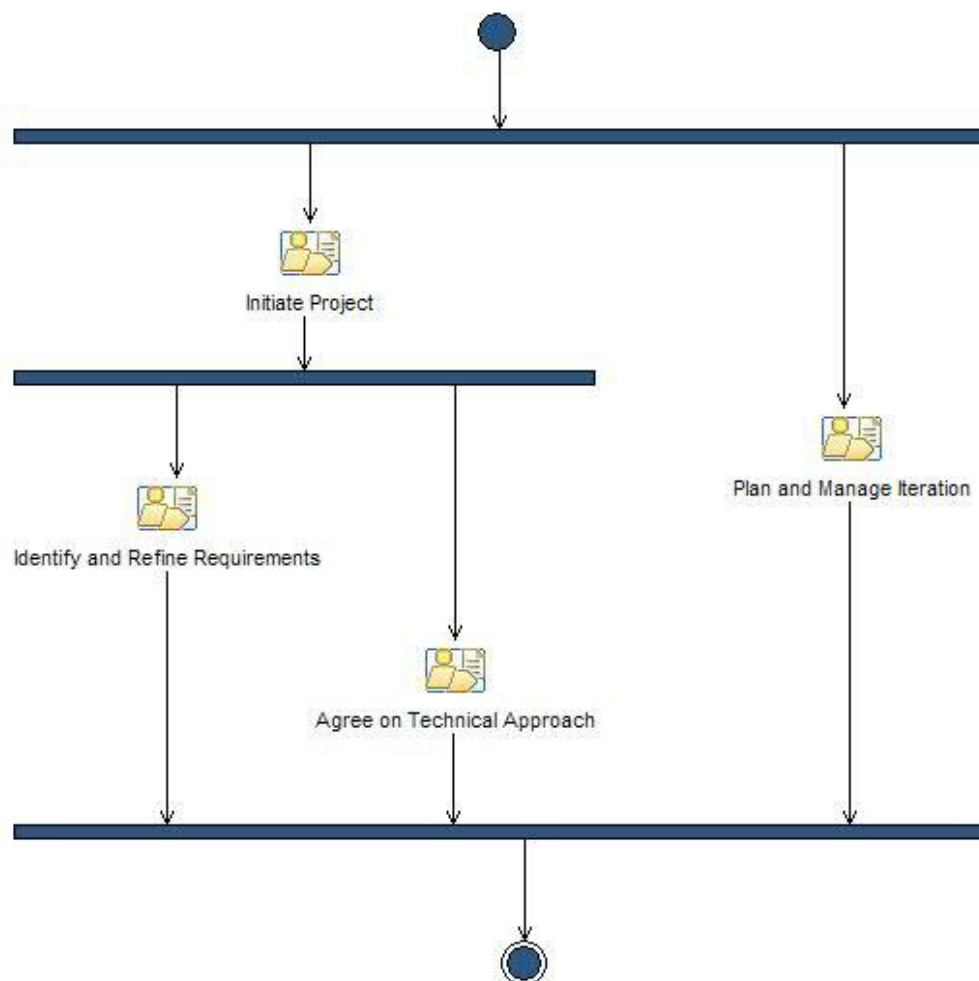 Initiate Project
Plan and Manage Iteration
Identify and Refine Requirements
Agree on Technical Approach